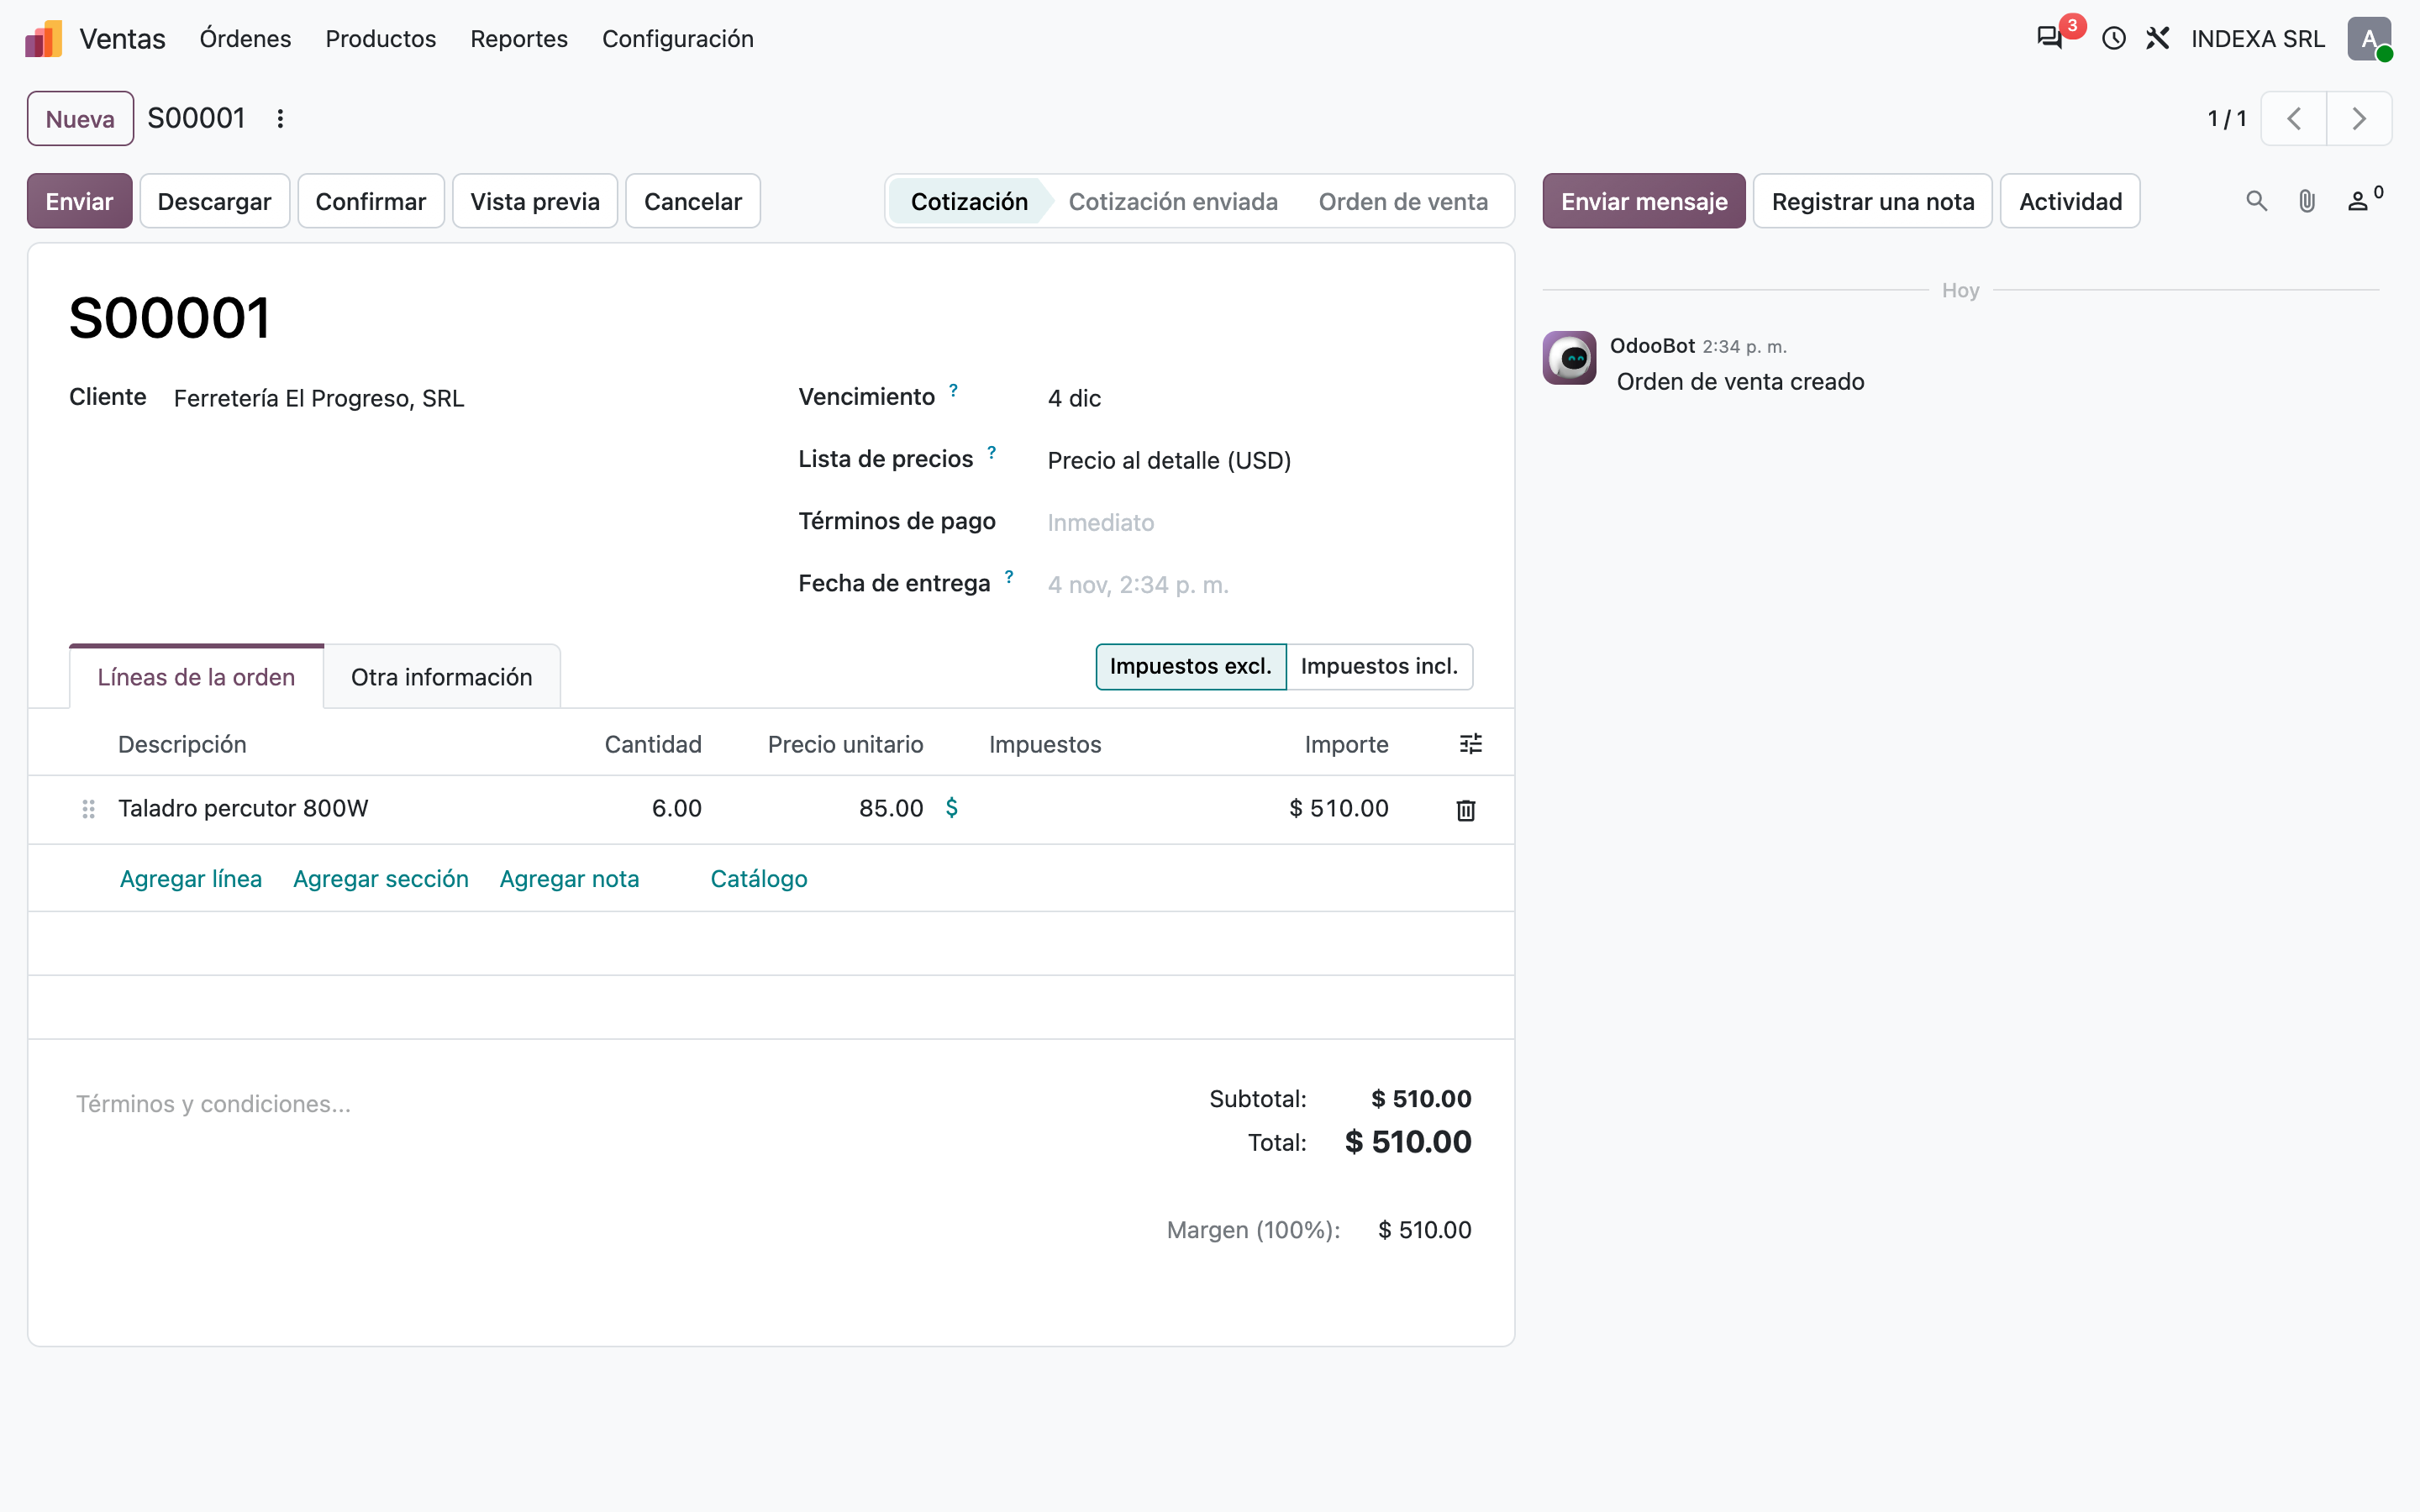 Ventas Órdenes Productos Reportes Configuración 3 INDEXA SRL A
Nueva S00001 1 / 1
Enviar Descargar Confirmar Vista previa Cancelar Cotización Cotización enviada Orden de venta Enviar mensaje Registrar una nota Actividad 0
Hoy
S00001
OdooBot 2:34 p. m.
Orden de venta creado
Cliente Ferretería El Progreso, SRL Vencimiento ? 4 dic
Lista de precios ? Precio al detalle (USD)
Términos de pago Inmediato
Fecha de entrega ? 4 nov, 2:34 p. m.
Líneas de la orden Otra información Impuestos excl. Impuestos incl.
Descripción Cantidad Precio unitario Impuestos Importe
Taladro percutor 800W 6.00 85.00 $ $ 510.00
Agregar línea Agregar sección Agregar nota Catálogo
Términos y condiciones... Subtotal: $ 510.00
Total: $ 510.00
Margen (100%): $ 510.00